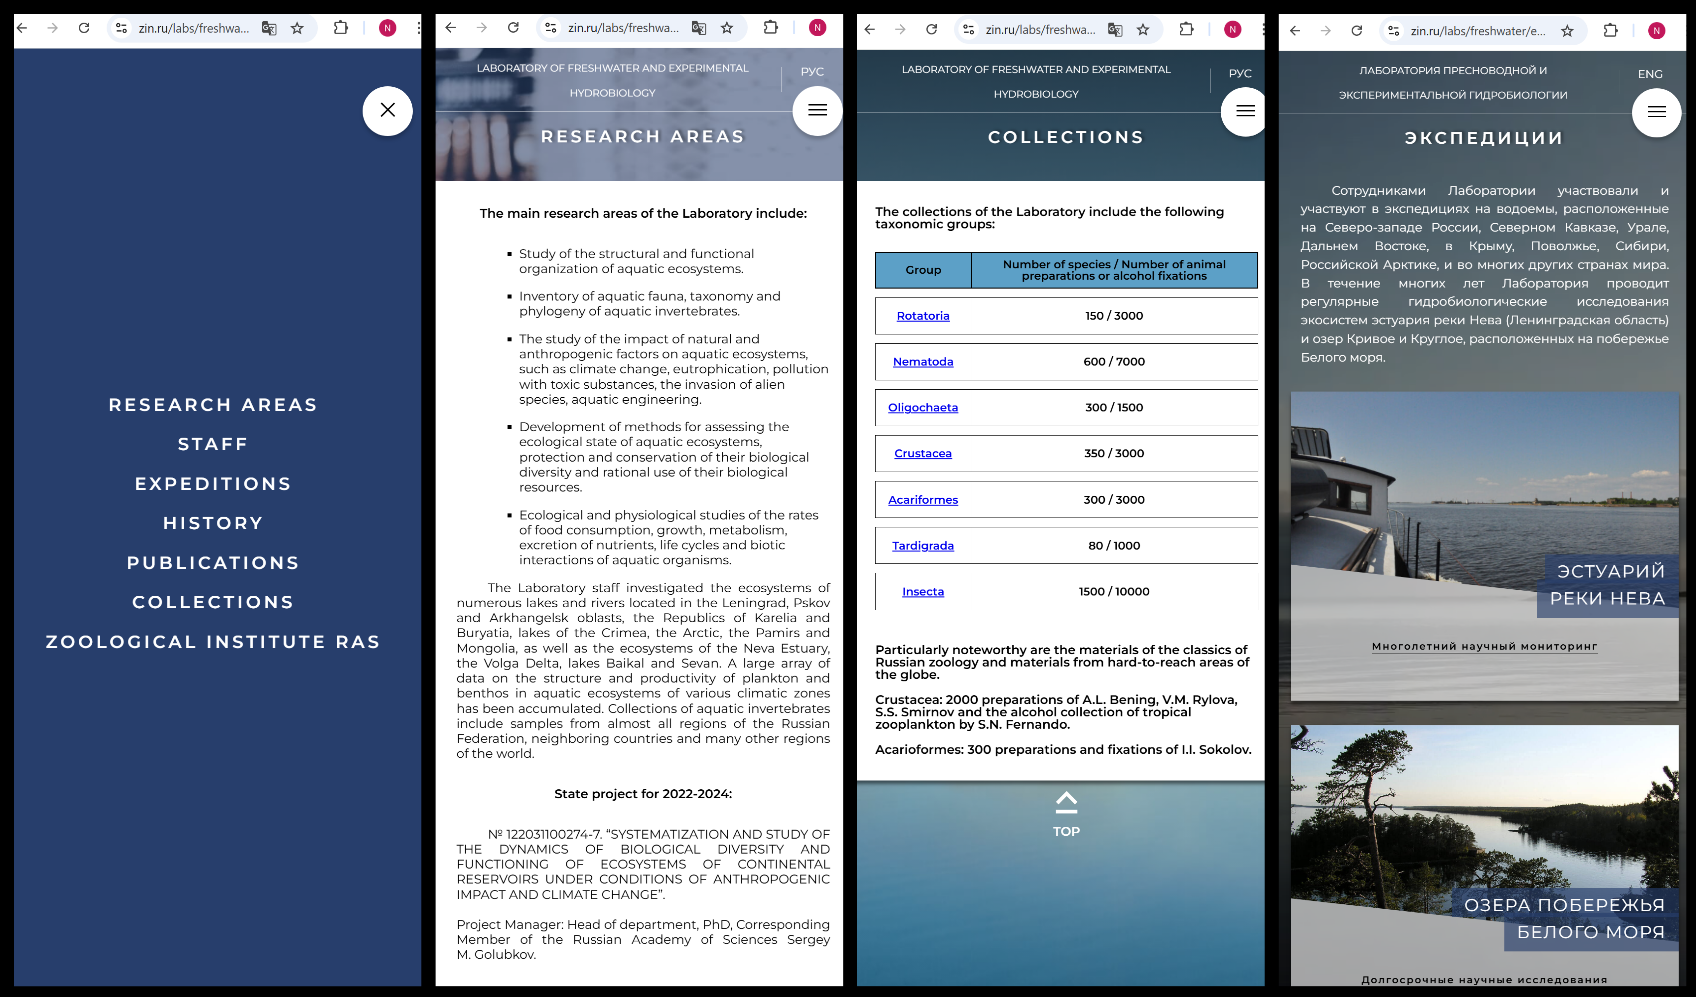 zin.ru/labs/freshwa...
N
RESEARCH AREAS
STAFF
EXPEDITIONS
HISTORY
PUBLICATIONS
COLLECTIONS
ZOOLOGICAL INSTITUTE RAS
zin.ru/labs/freshwa...
N
LABORATORY OF FRESHWATER AND EXPERIMENTAL
HYDROBIOLOGY
РУС
RESEARCH AREAS
The main research areas of the Laboratory include:
▪ Study of the structural and functional
organization of aquatic ecosystems.
▪ Inventory of aquatic fauna, taxonomy and
phylogeny of aquatic invertebrates.
▪ The study of the impact of natural and
anthropogenic factors on aquatic ecosystems,
such as climate change, eutrophication, pollution
with toxic substances, the invasion of alien
species, aquatic engineering.
▪ Development of methods for assessing the
ecological state of aquatic ecosystems,
protection and conservation of their biological
diversity and rational use of their biological
resources.
▪ Ecological and physiological studies of the rates
of food consumption, growth, metabolism,
excretion of nutrients, life cycles and biotic
interactions of aquatic organisms.
The Laboratory staff investigated the ecosystems of
numerous lakes and rivers located in the Leningrad, Pskov
and Arkhangelsk oblasts, the Republics of Karelia and
Buryatia, lakes of the Crimea, the Arctic, the Pamirs and
Mongolia, as well as the ecosystems of the Neva Estuary,
the Volga Delta, lakes Baikal and Sevan. A large array of
data on the structure and productivity of plankton and
benthos in aquatic ecosystems of various climatic zones
has been accumulated. Collections of aquatic invertebrates
include samples from almost all regions of the Russian
Federation, neighboring countries and many other regions
of the world.
State project for 2022-2024:
№ 122031100274-7. “SYSTEMATIZATION AND STUDY OF
THE DYNAMICS OF BIOLOGICAL DIVERSITY AND
FUNCTIONING OF ECOSYSTEMS OF CONTINENTAL
RESERVOIRS UNDER CONDITIONS OF ANTHROPOGENIC
IMPACT AND CLIMATE CHANGE”.
Project Manager: Head of department, PhD, Corresponding
Member of the Russian Academy of Sciences Sergey
M. Golubkov.
zin.ru/labs/freshwa...
N
LABORATORY OF FRESHWATER AND EXPERIMENTAL
HYDROBIOLOGY
РУС
COLLECTIONS
The collections of the Laboratory include the following
taxonomic groups:
Group
Number of species / Number of animal
preparations or alcohol fixations
Rotatoria 150 / 3000
Nematoda 600 / 7000
Oligochaeta 300 / 1500
Crustacea 350 / 3000
Acariformes 300 / 3000
Tardigrada 80 / 1000
Insecta 1500 / 10000
Particularly noteworthy are the materials of the classics of
Russian zoology and materials from hard-to-reach areas of
the globe.
Crustacea: 2000 preparations of A.L. Bening, V.M. Rylova,
S.S. Smirnov and the alcohol collection of tropical
zooplankton by S.N. Fernando.
Acarioformes: 300 preparations and fixations of I.I. Sokolov.
TOP
zin.ru/labs/freshwater/e...
N
ЛАБОРАТОРИЯ ПРЕСНОВОДНОЙ И
ЭКСПЕРИМЕНТАЛЬНОЙ ГИДРОБИОЛОГИИ
ENG
ЭКСПЕДИЦИИ
Сотрудниками Лаборатории участвовали и
участвуют в экспедициях на водоемы, расположенные
на Северо-западе России, Северном Кавказе, Урале,
Дальнем Востоке, в Крыму, Поволжье, Сибири,
Российской Арктике, и во многих других странах мира.
В течение многих лет Лаборатория проводит
регулярные гидробиологические исследования
экосистем эстуария реки Нева (Ленинградская область)
и озер Кривое и Круглое, расположенных на побережье
Белого моря.
ЭСТУАРИЙ
РЕКИ НЕВА
Многолетний научный мониторинг
ОЗЕРА ПОБЕРЕЖЬЯ
БЕЛОГО МОРЯ
Долгосрочные научные исследования